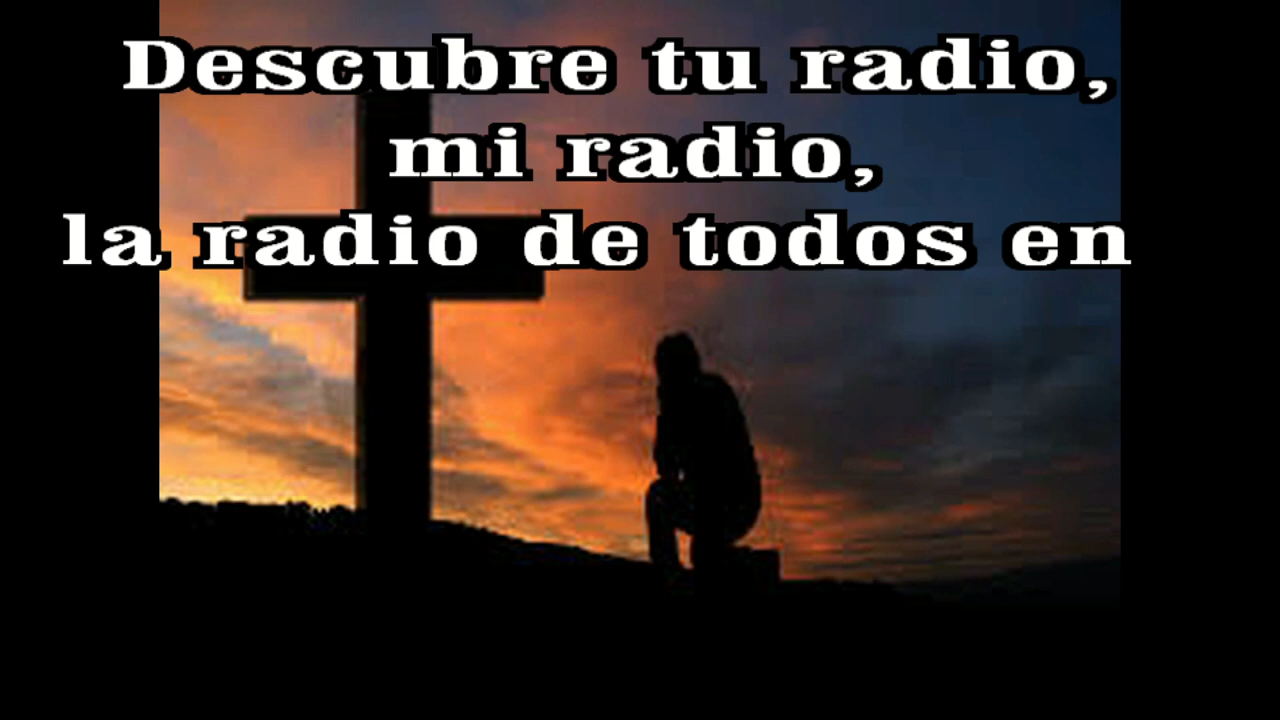 Descubre tu radio,
mi radio,
la radio de todos en